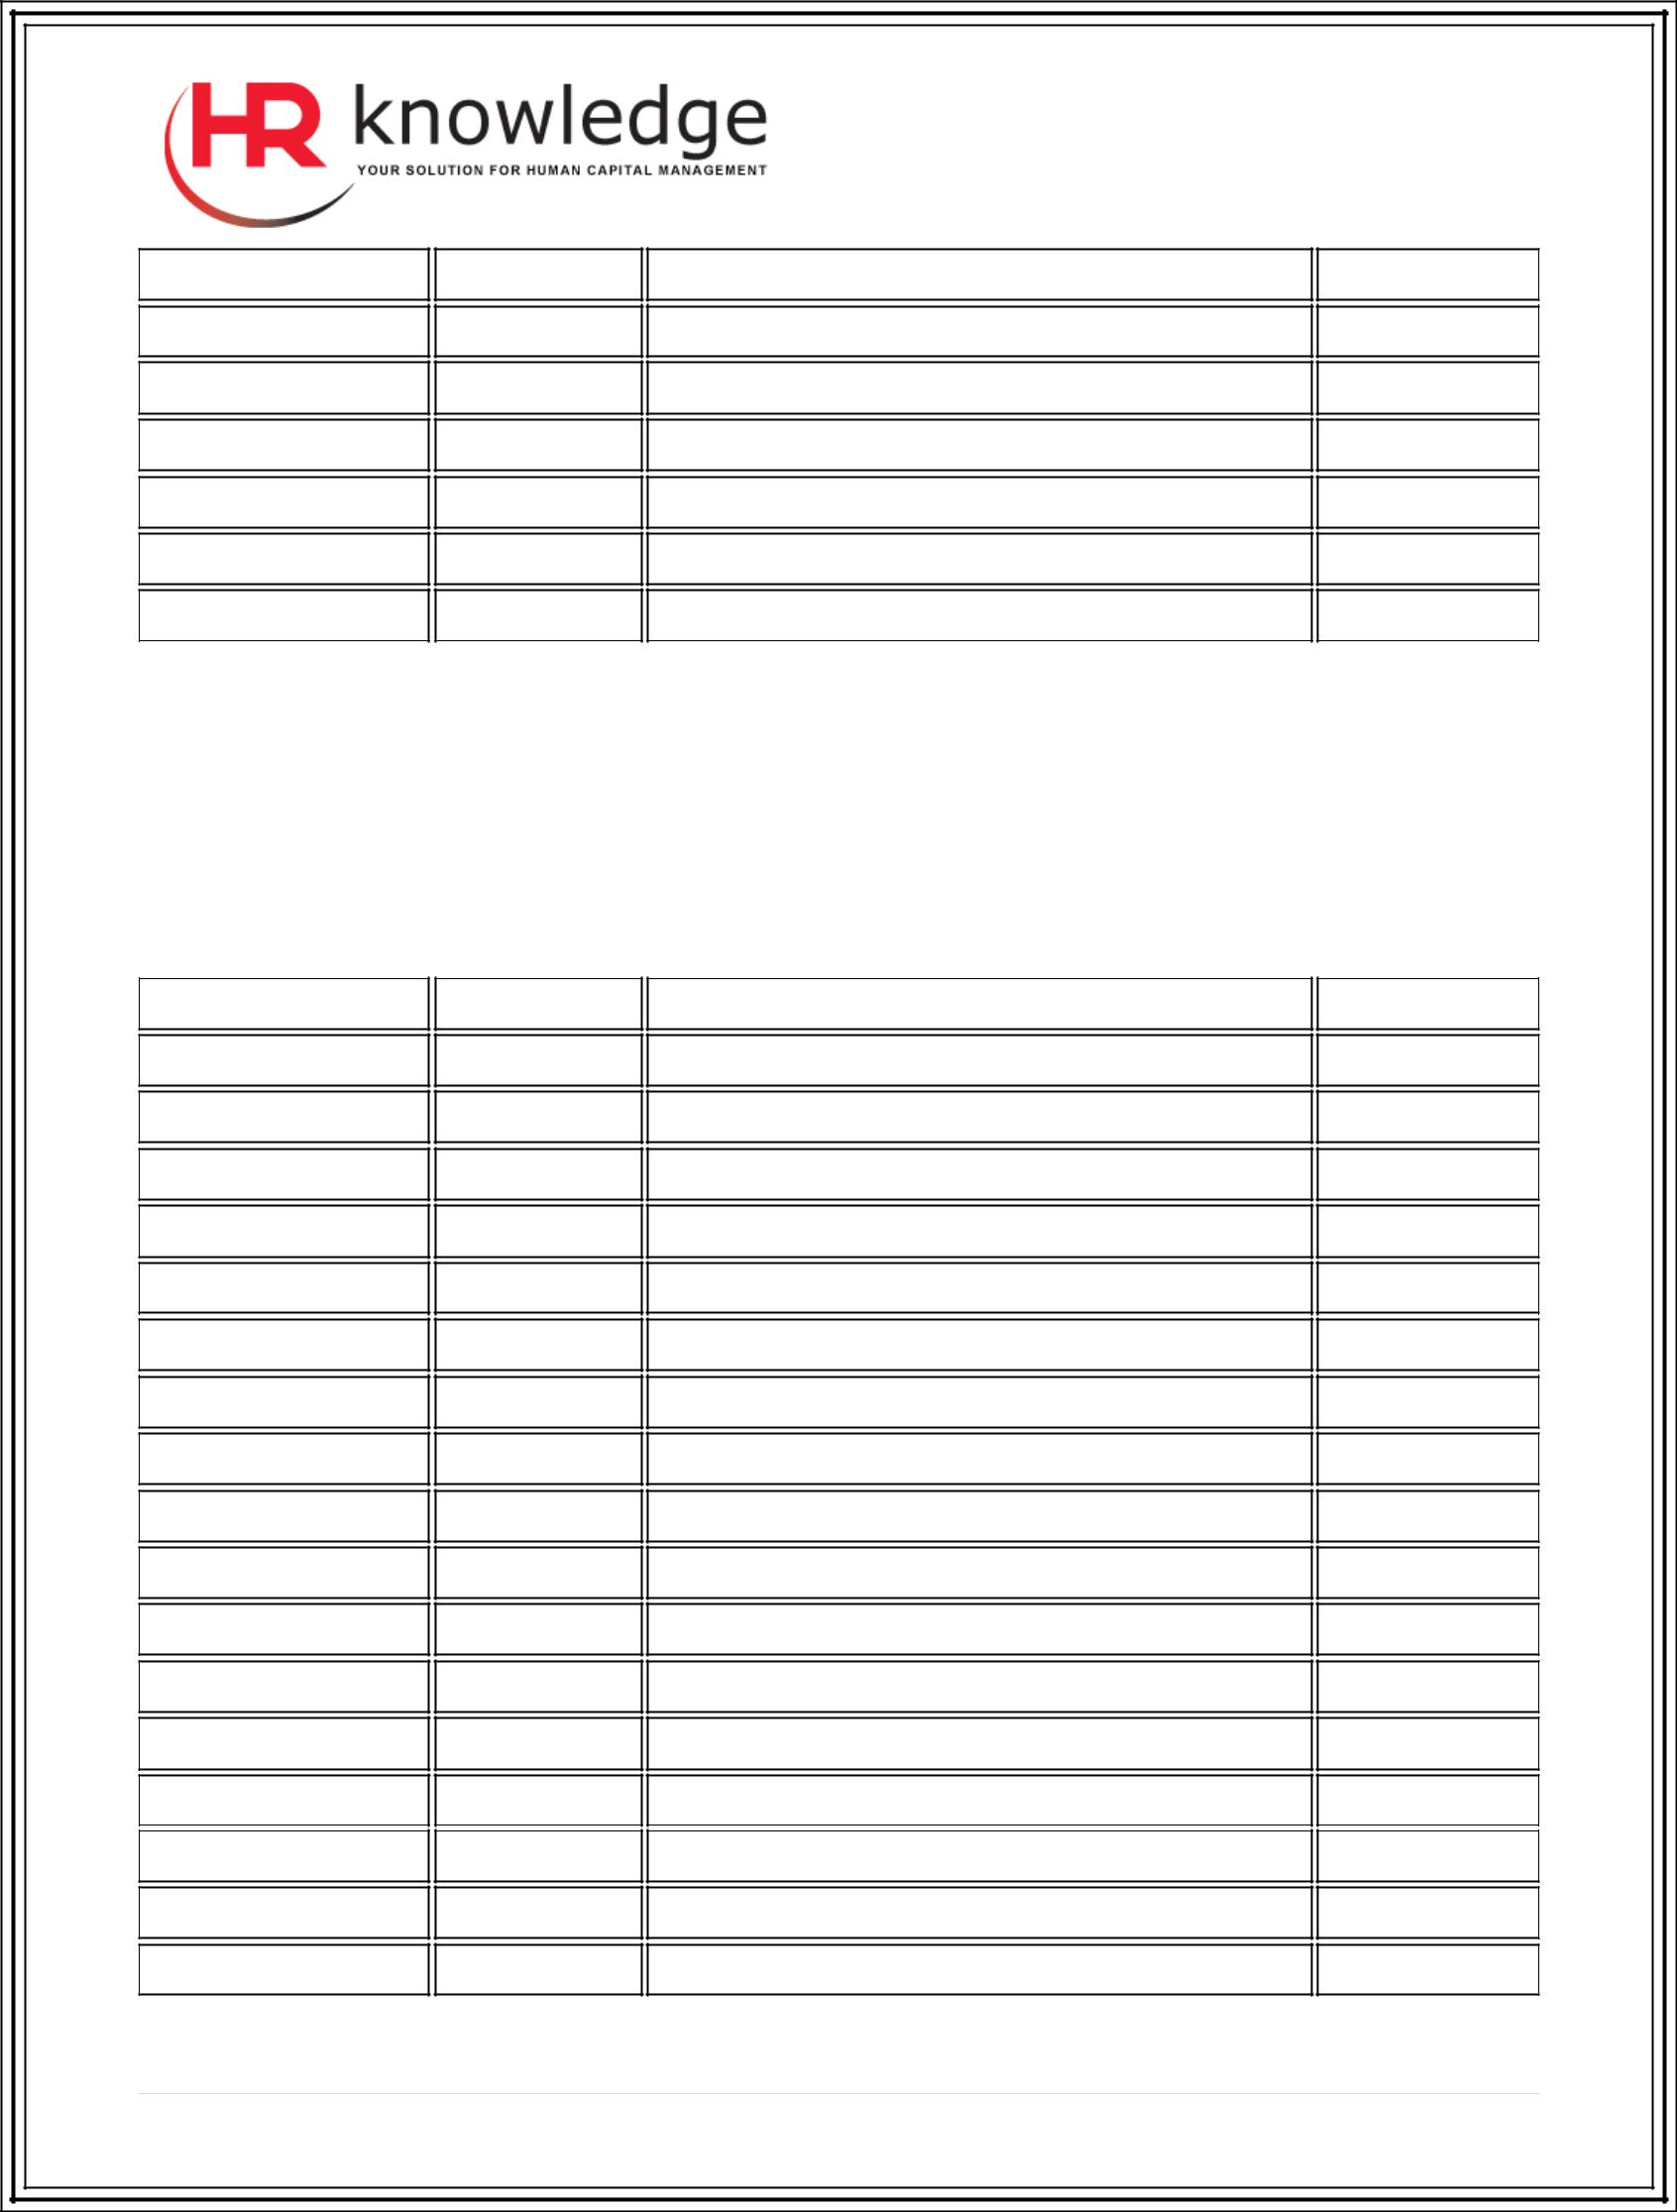 HR knowledge
YOUR SOLUTION FOR HUMAN CAPITAL MANAGEMENT